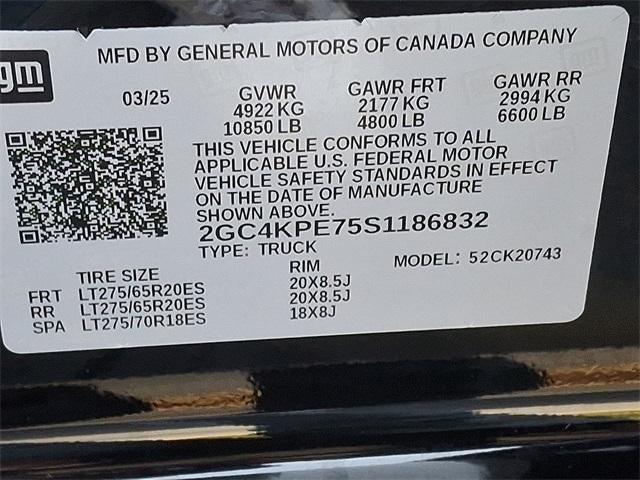 gm
MFD BY GENERAL MOTORS OF CANADA COMPANY
03/25
GVWR GAWR FRT GAWR RR
4922 KG 2177 KG 2994 KG
10850 LB 4800 LB 6600 LB
THIS VEHICLE CONFORMS TO ALL
APPLICABLE U.S. FEDERAL MOTOR
VEHICLE SAFETY STANDARDS IN EFFECT
ON THE DATE OF MANUFACTURE
SHOWN ABOVE.
2GC4KPE75S1186832
TYPE: TRUCK MODEL: 52CK20743
TIRE SIZE RIM
FRT LT275/65R20ES 20X8.5J
RR LT275/65R20ES 20X8.5J
SPA LT275/70R18ES 18X8J